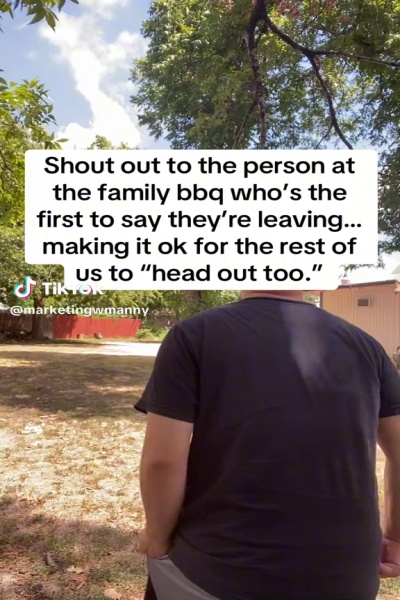 Shout out to the person at
the family bbq who's the
first to say they're leaving...
making it ok for the rest of
us to “head out too.”
TikTok
@marketingwmanny